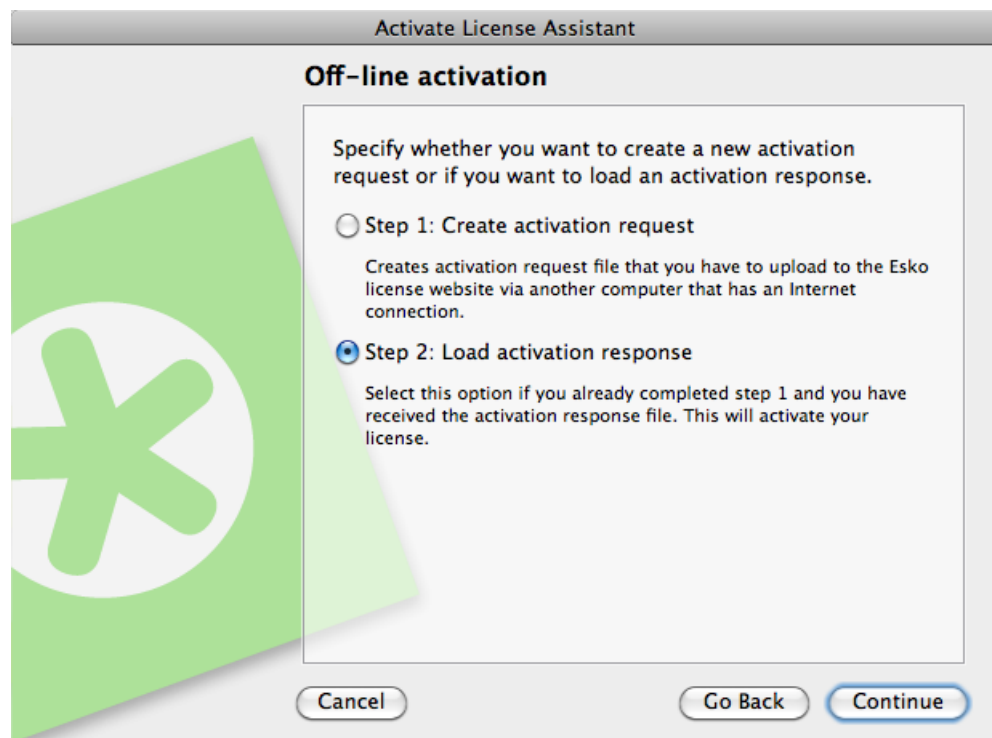 Activate License Assistant
Off-line activation
Specify whether you want to create a new activation
request or if you want to load an activation response.
Step 1: Create activation request
Creates activation request file that you have to upload to the Esko
license website via another computer that has an Internet
connection.
Step 2: Load activation response
Select this option if you already completed step 1 and you have
received the activation response file. This will activate your
license.
Cancel
Go Back
Continue